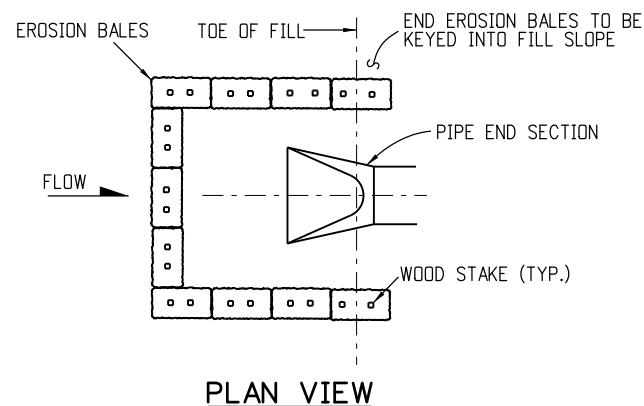 EROSION BALES
TOE OF FILL
END EROSION BALES TO BE
KEYED INTO FILL SLOPE
PIPE END SECTION
FLOW
WOOD STAKE (TYP.)
PLAN VIEW